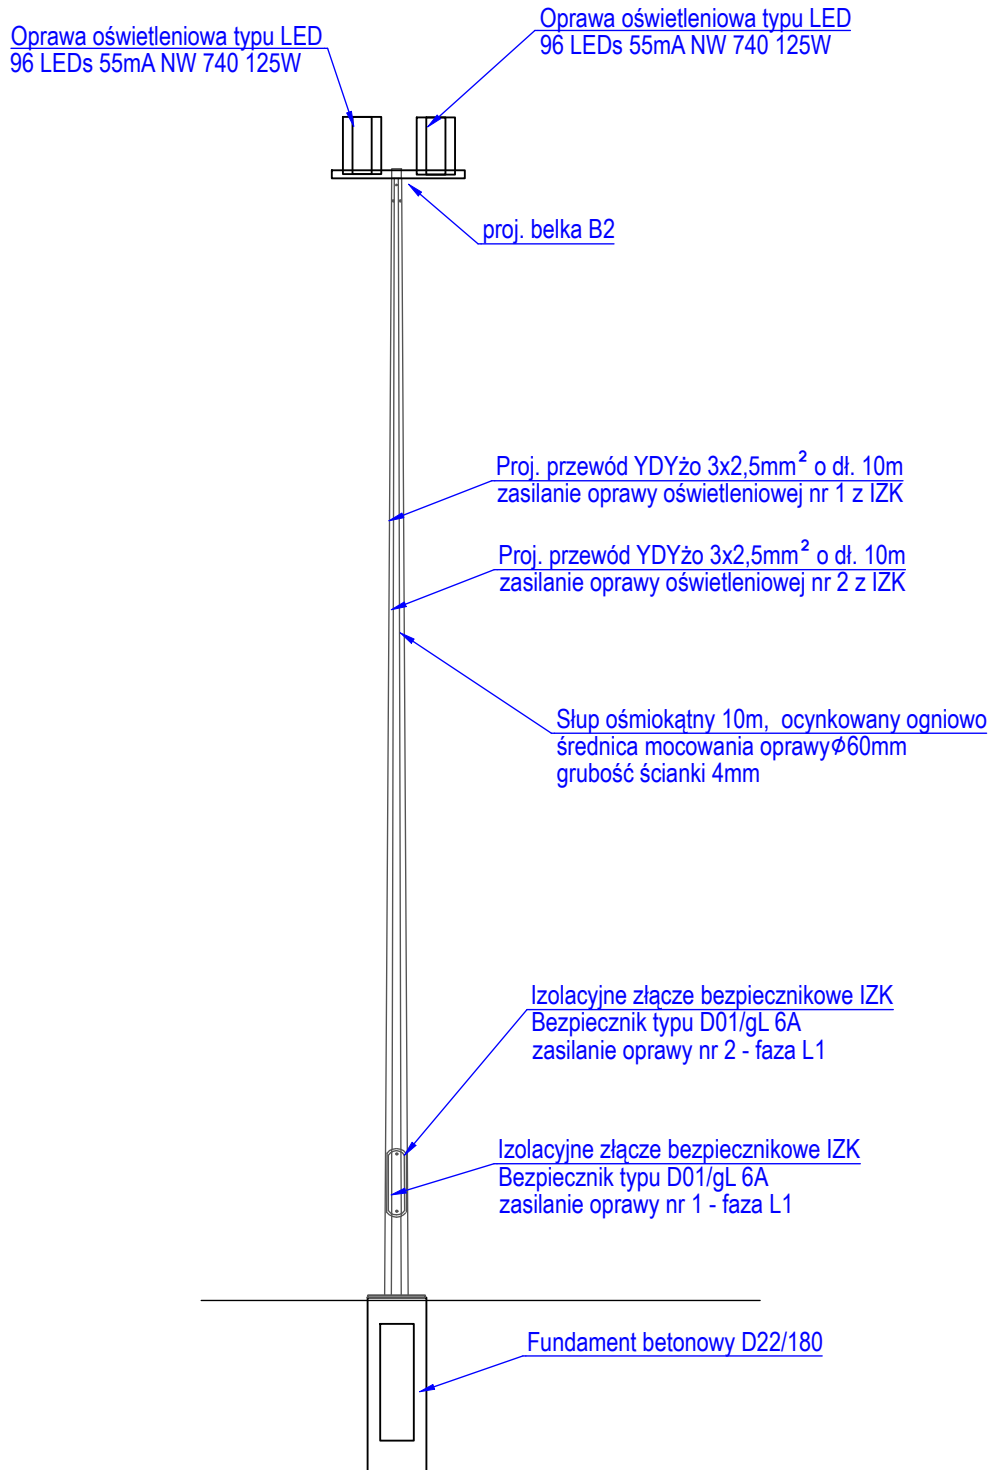 Oprawa oświetleniowa typu LED
96 LEDs 55mA NW 740 125W
Oprawa oświetleniowa typu LED
96 LEDs 55mA NW 740 125W
proj. belka B2
Proj. przewód YDYżo 3x2,5mm² o dł. 10m
zasilanie oprawy oświetleniowej nr 1 z IZK
Proj. przewód YDYżo 3x2,5mm² o dł. 10m
zasilanie oprawy oświetleniowej nr 2 z IZK
Słup ośmiokątny 10m, ocynkowany ogniowo
średnica mocowania oprawy⌀60mm
grubość ścianki 4mm
Izolacyjne złącze bezpiecznikowe IZK
Bezpiecznik typu D01/gL 6A
zasilanie oprawy nr 2 - faza L1
Izolacyjne złącze bezpiecznikowe IZK
Bezpiecznik typu D01/gL 6A
zasilanie oprawy nr 1 - faza L1
Fundament betonowy D22/180